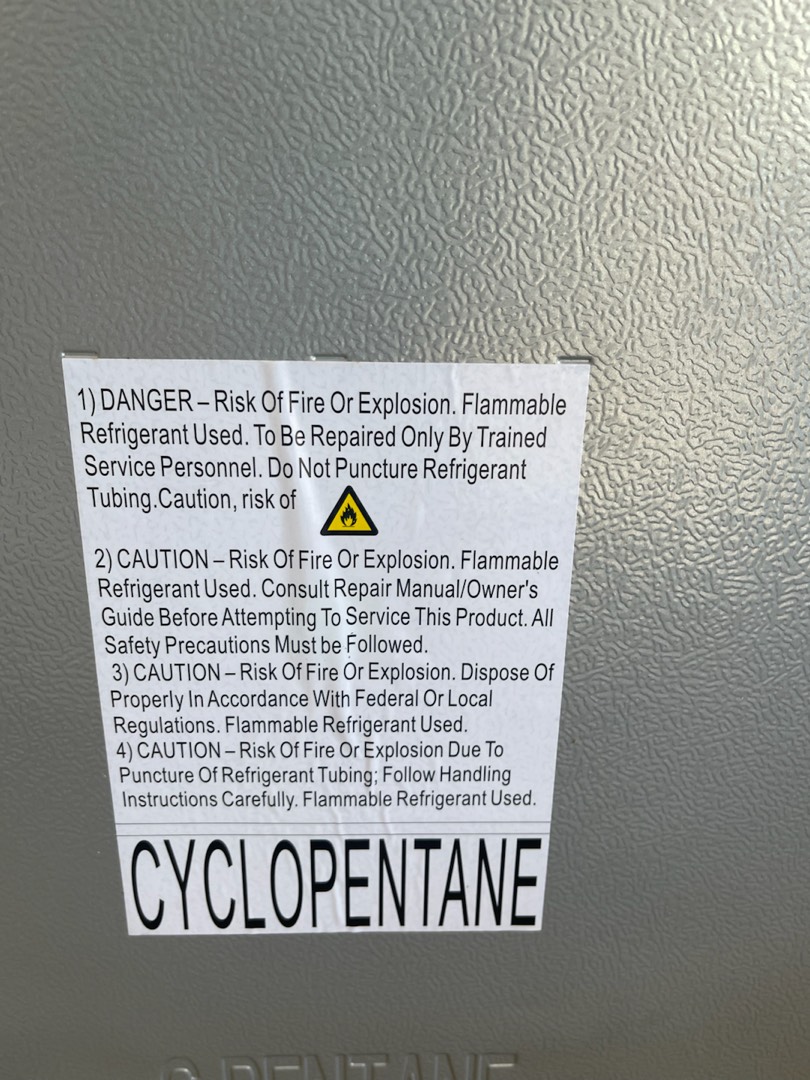 1) DANGER – Risk Of Fire Or Explosion. Flammable
Refrigerant Used. To Be Repaired Only By Trained
Service Personnel. Do Not Puncture Refrigerant
Tubing.Caution, risk of
2) CAUTION – Risk Of Fire Or Explosion. Flammable
Refrigerant Used. Consult Repair Manual/Owner's
Guide Before Attempting To Service This Product. All
Safety Precautions Must be Followed.
3) CAUTION – Risk Of Fire Or Explosion. Dispose Of
Properly In Accordance With Federal Or Local
Regulations. Flammable Refrigerant Used.
4) CAUTION – Risk Of Fire Or Explosion Due To
Puncture Of Refrigerant Tubing; Follow Handling
Instructions Carefully. Flammable Refrigerant Used.
CYCLOPENTANE
PENTANE